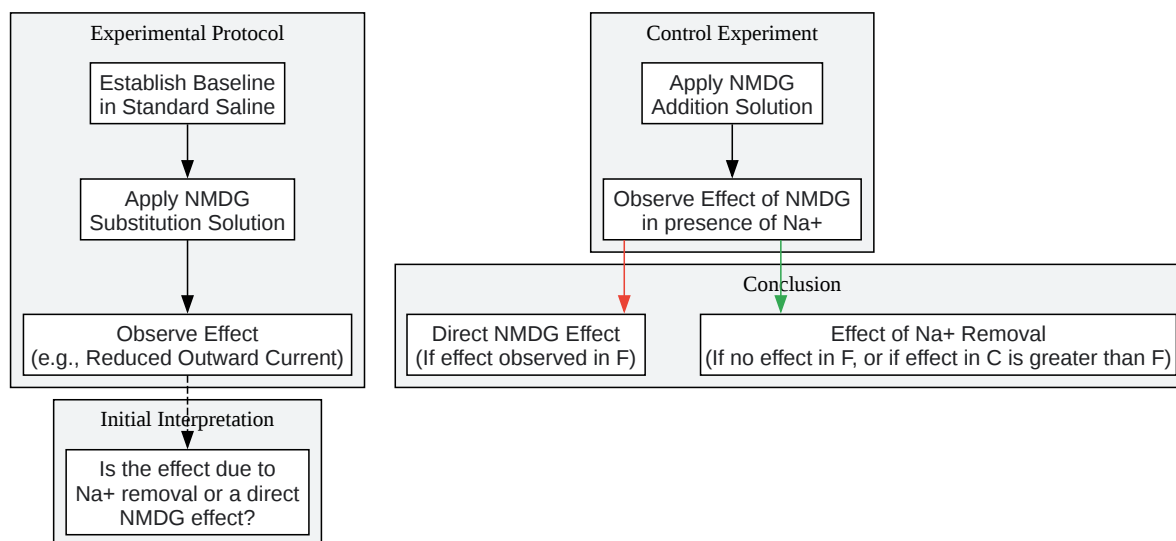 Experimental Protocol
Establish Baseline
in Standard Saline
Apply NMDG
Substitution Solution
Observe Effect
(e.g., Reduced Outward Current)
Initial Interpretation
Is the effect due to
Na+ removal or a direct
NMDG effect?
Control Experiment
Apply NMDG
Addition Solution
Observe Effect of NMDG
in presence of Na+
Conclusion
Direct NMDG Effect
(If effect observed in F)
Effect of Na+ Removal
(If no effect in F, or if effect in C is greater than F)